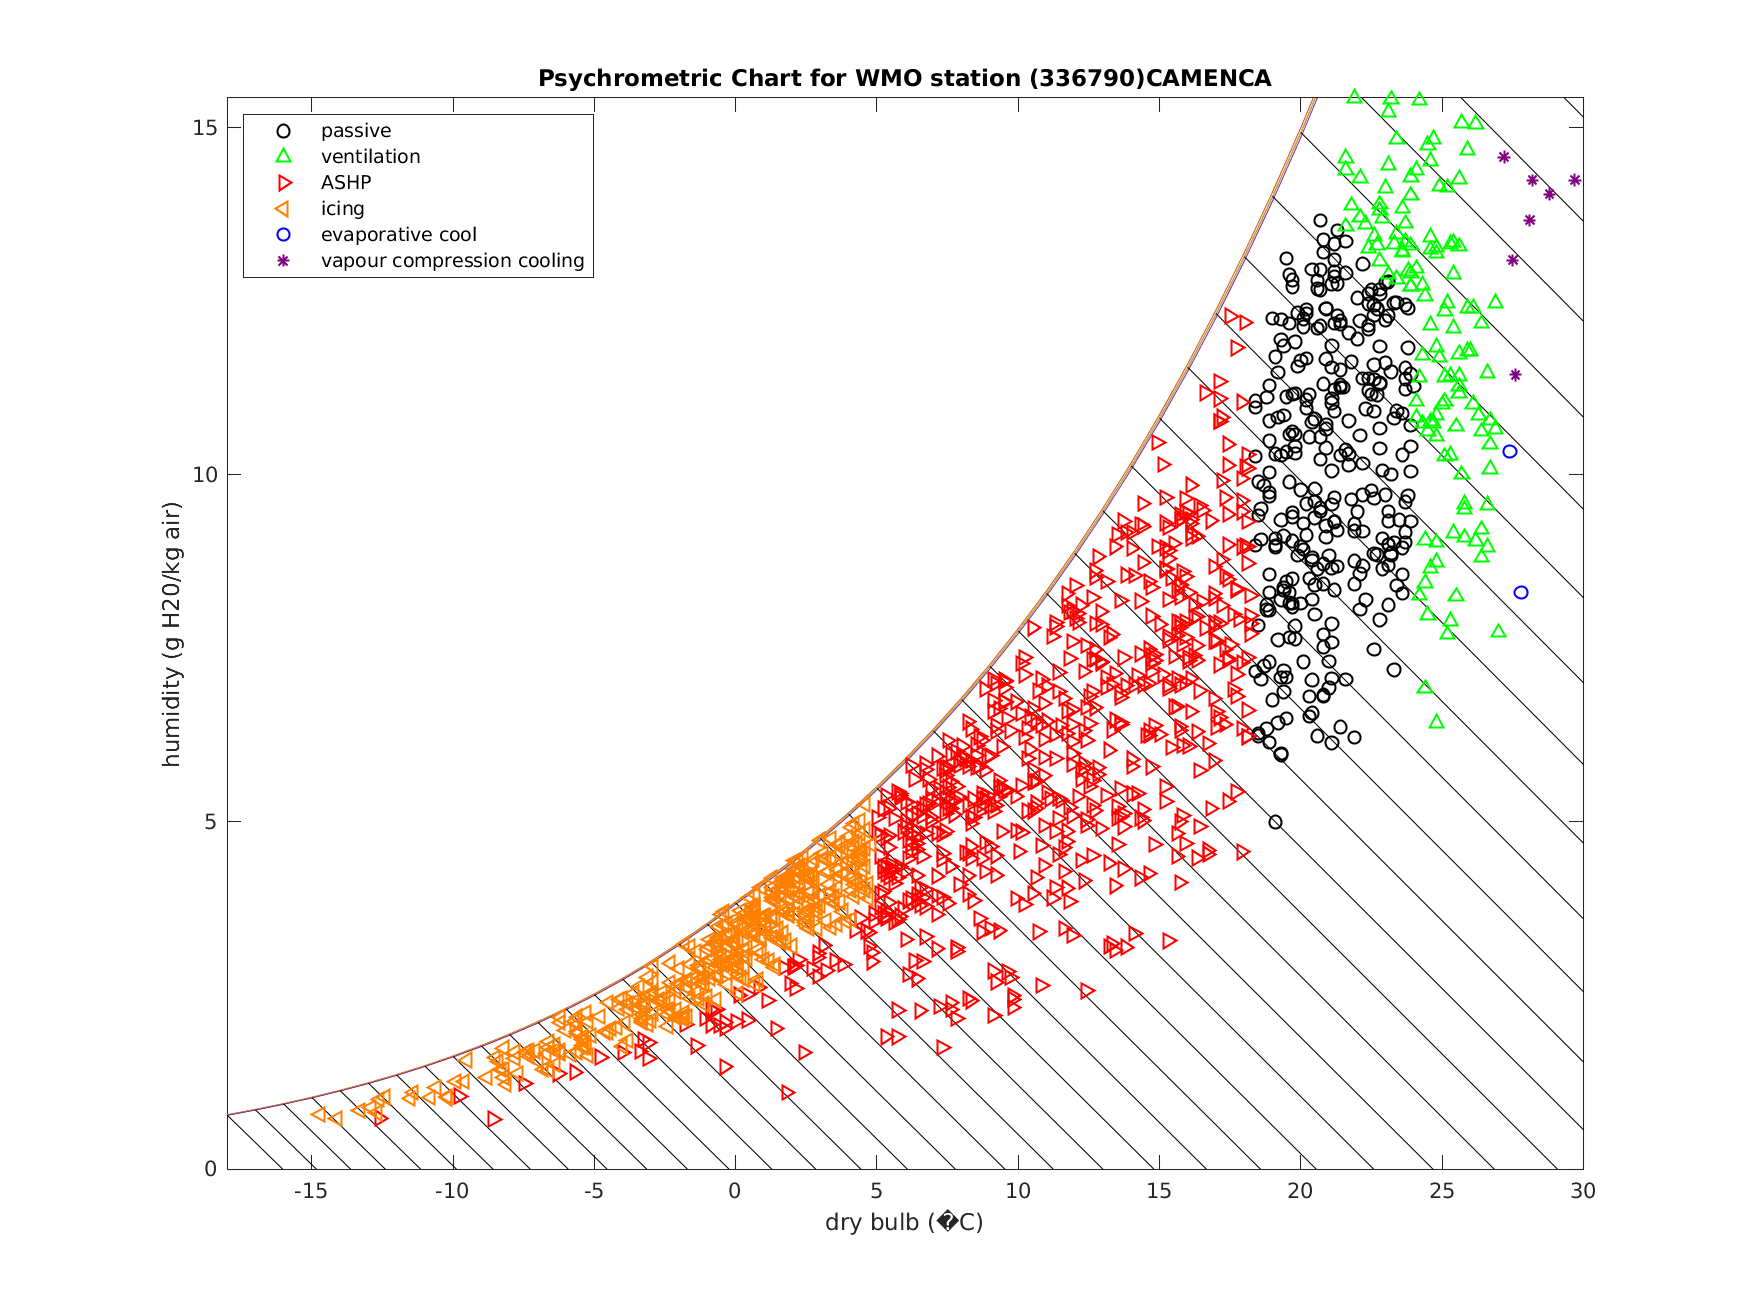 Psychrometric Chart for WMO station (336790)CAMENCA
passive
ventilation
ASHP
icing
evaporative cool
vapour compression cooling
humidity (g H20/kg air)
15
10
5
0
-15 -10 -5 0 5 10 15 20 25 30
dry bulb (�C)